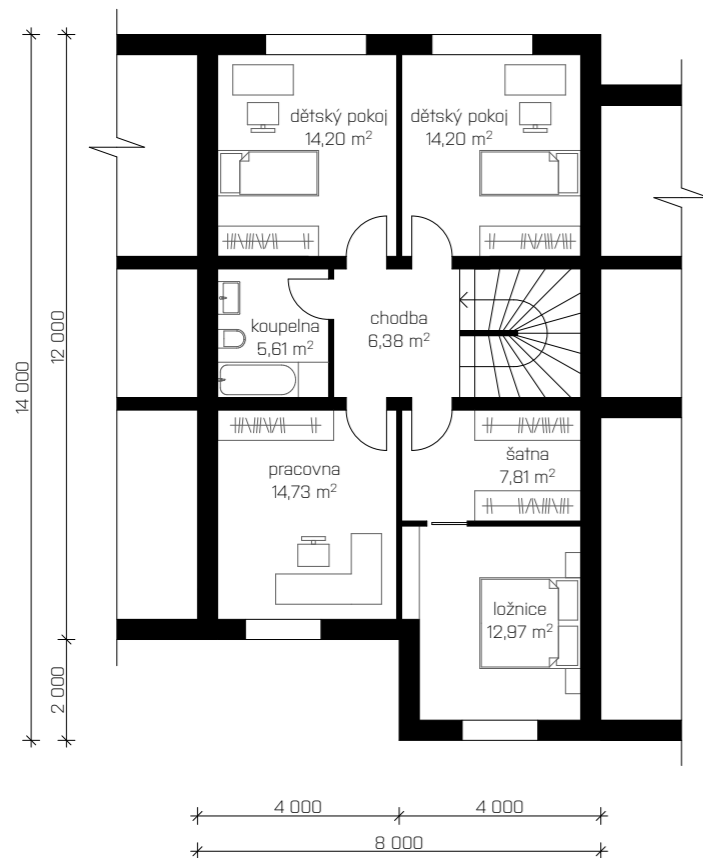 dětský pokoj
14,20 m²
dětský pokoj
14,20 m²
koupelna
5,61 m²
chodba
6,38 m²
pracovna
14,73 m²
šatna
7,81 m²
ložnice
12,97 m²
14 000
12 000
2 000
4 000
4 000
8 000